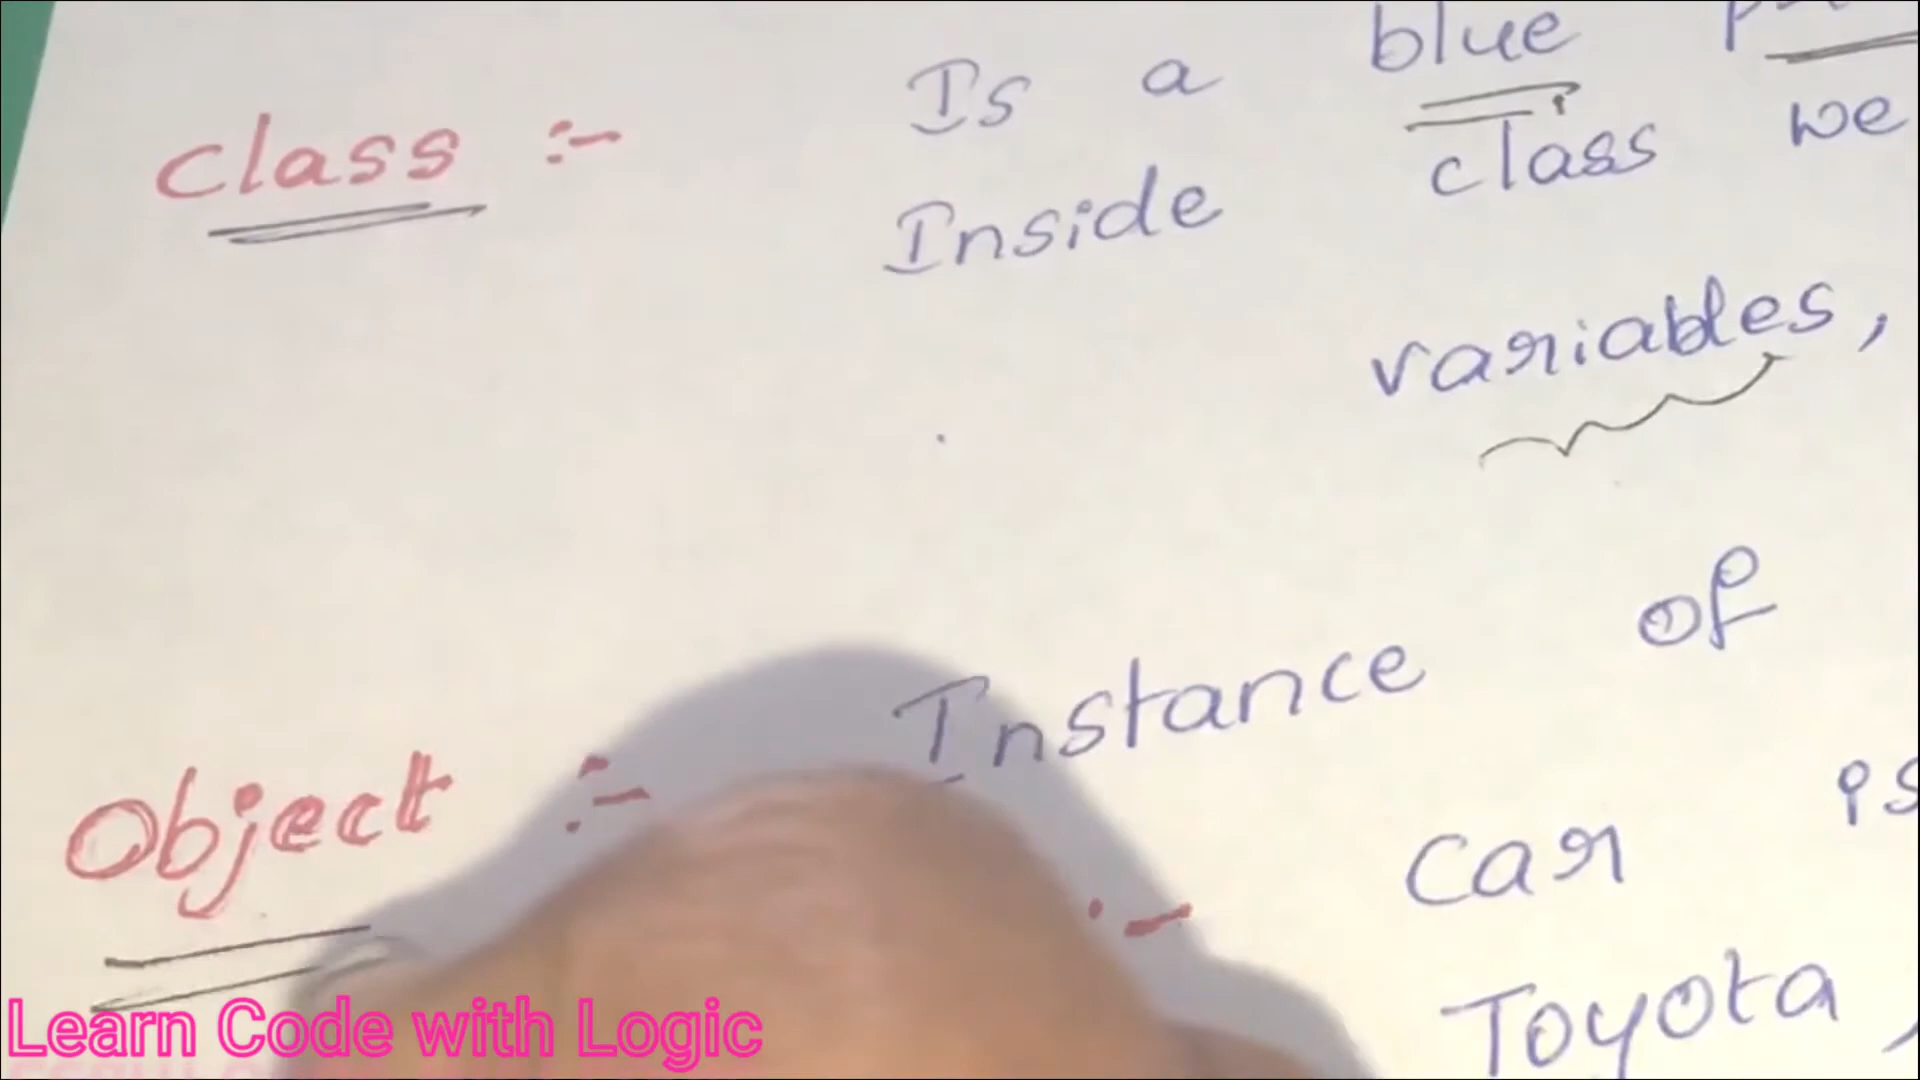 class :- Is a blue
Inside class we
variables,
Object :- Instance of
:- Car is
Toyota,
Learn Code with Logic